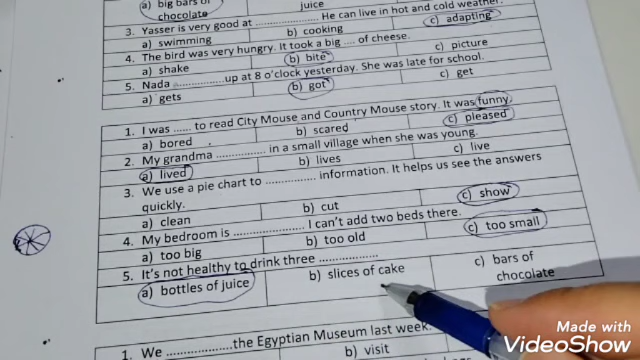 a) big bars of chocolate juice
3. Yasser is very good at .................... He can live in hot and cold weather.
a) swimming b) cooking c) adapting
4. The bird was very hungry. It took a big .... of cheese.
a) shake b) bite c) picture
5. Nada ................up at 8 o'clock yesterday. She was late for school.
a) gets b) got c) get
1. I was ...... to read City Mouse and Country Mouse story. It was funny.
a) bored b) scared c) pleased
2. My grandma ................ in a small village when she was young.
a) lived b) lives c) live
3. We use a pie chart to ................ information. It helps us see the answers
quickly.
a) clean b) cut c) show
4. My bedroom is ....................... I can't add two beds there.
a) too big b) too old c) too small
5. It's not healthy to drink three ...................
a) bottles of juice b) slices of cake c) bars of
chocolate
1. We ..................the Egyptian Museum last week.
b) visit
Made with
VideoShow